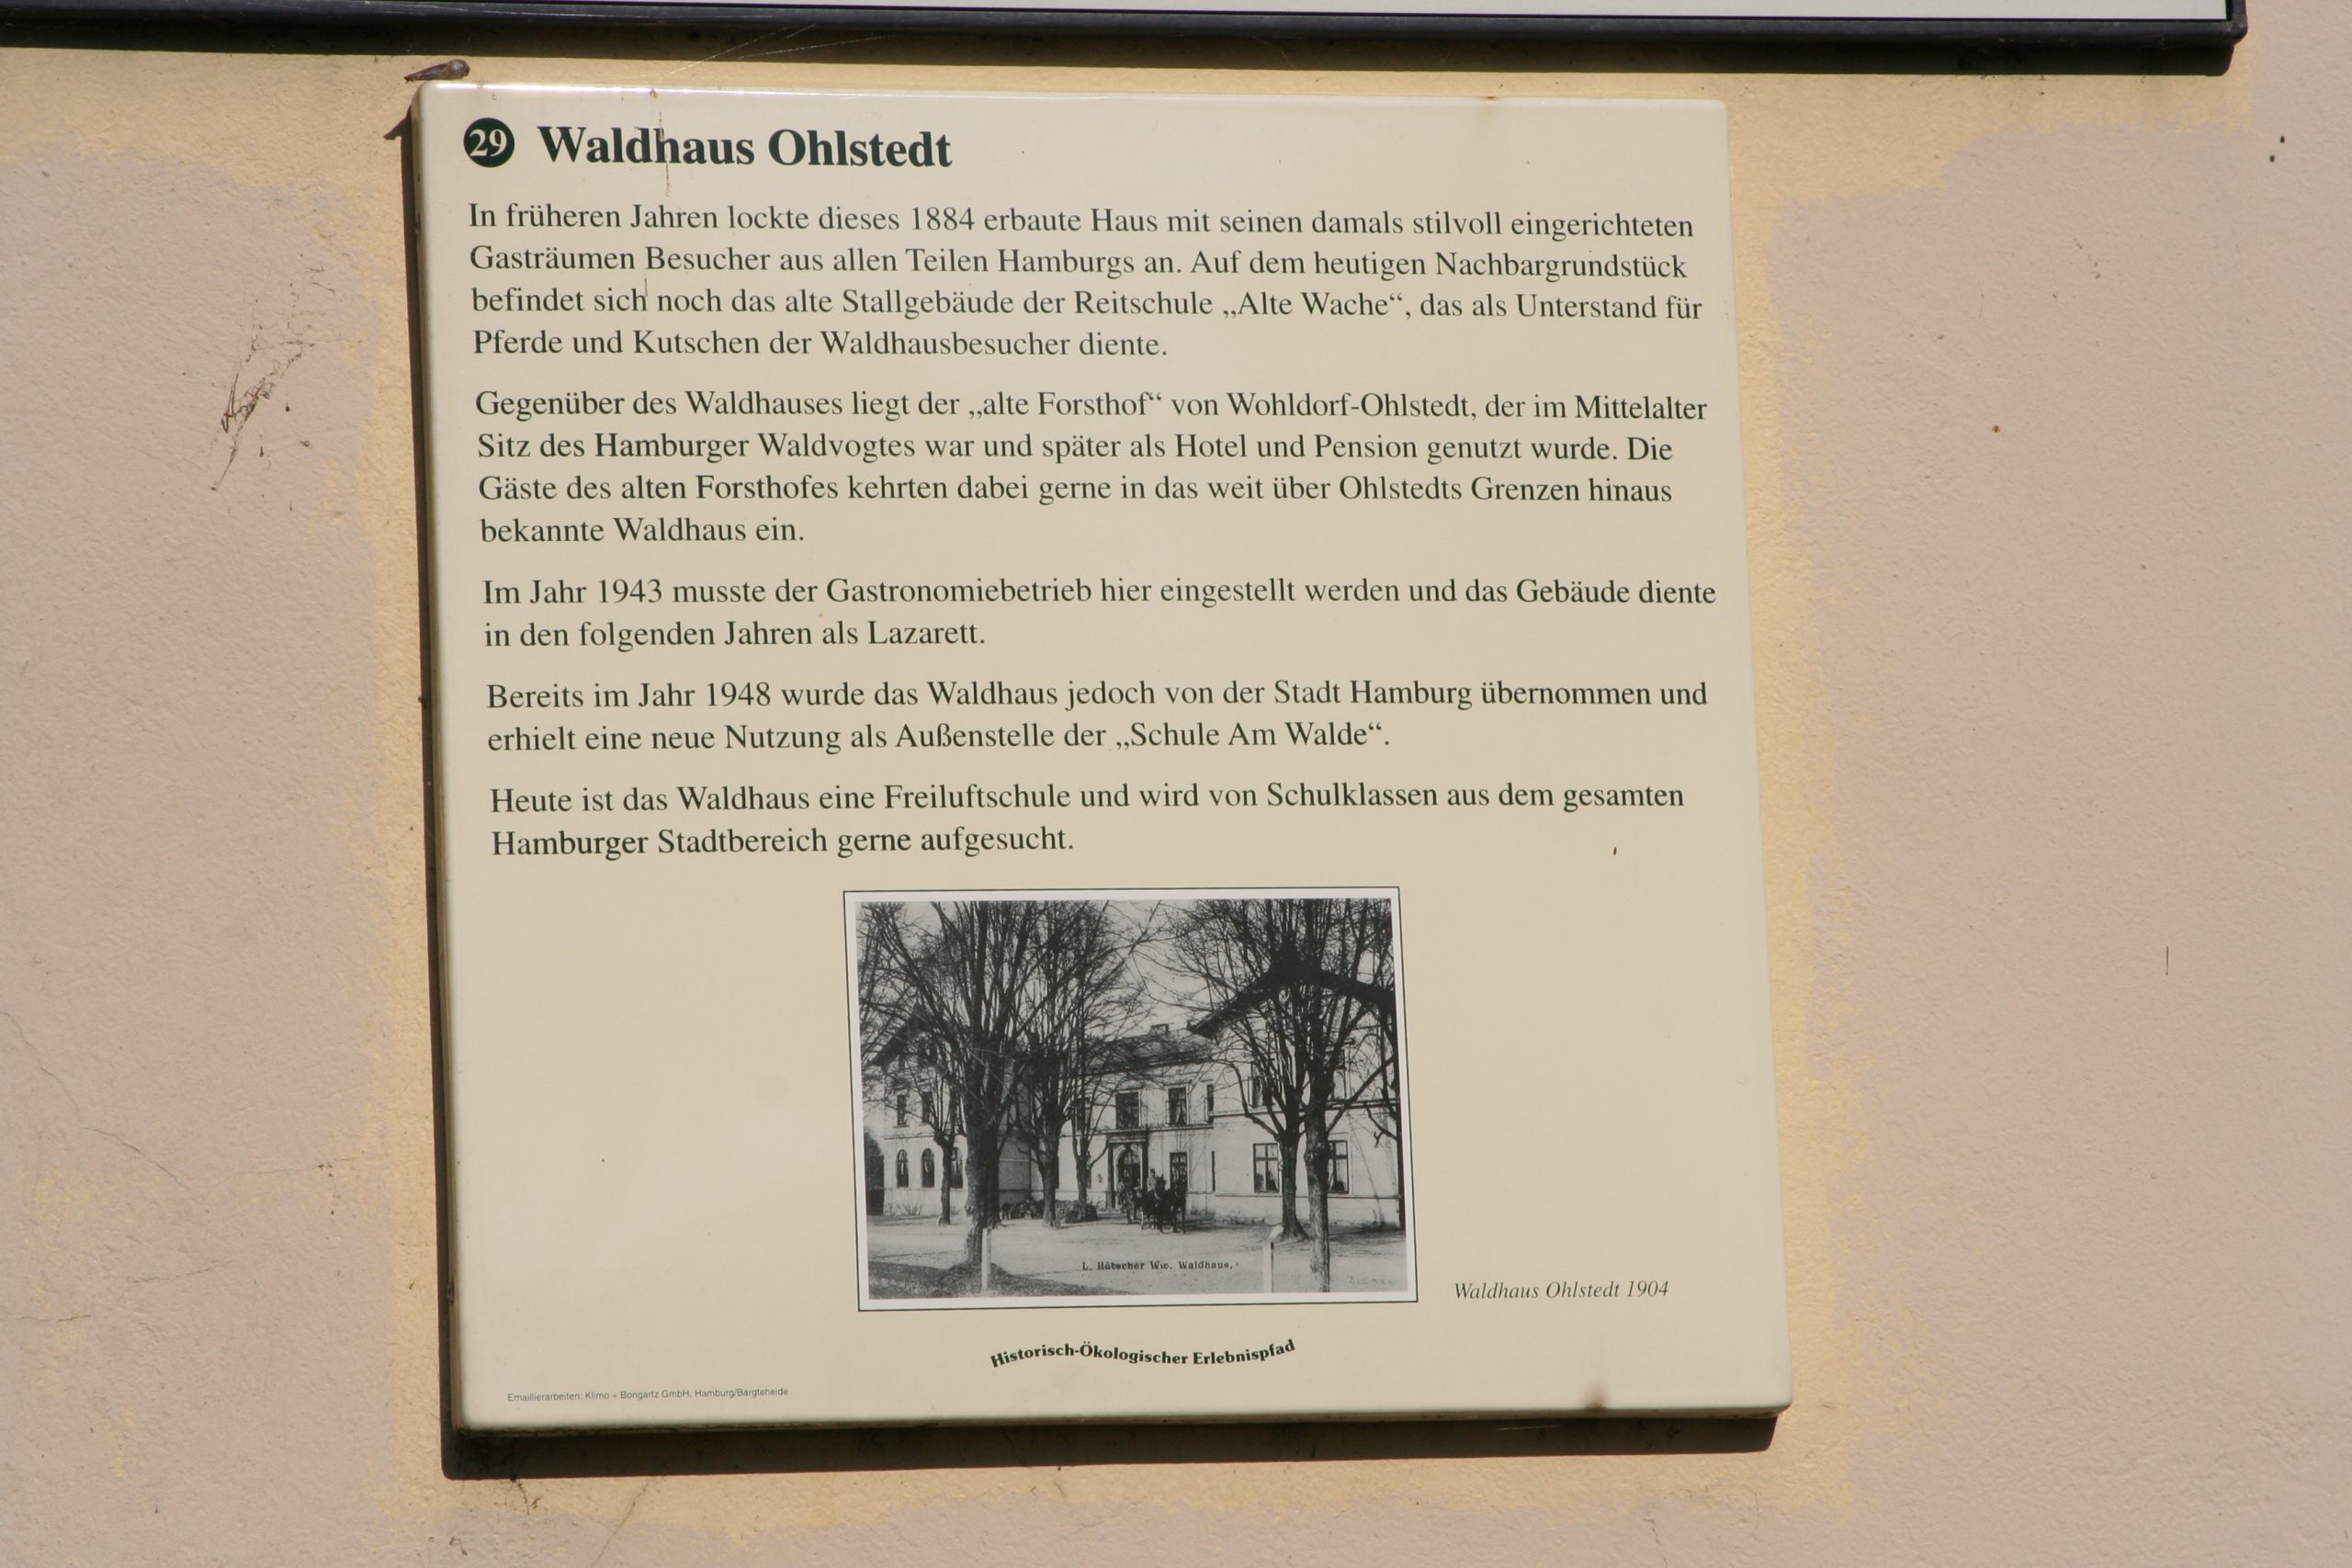 29 Waldhaus Ohlstedt
In früheren Jahren lockte dieses 1884 erbaute Haus mit seinen damals stilvoll eingerichteten
Gasträumen Besucher aus allen Teilen Hamburgs an. Auf dem heutigen Nachbargrundstück
befindet sich noch das alte Stallgebäude der Reitschule „Alte Wache“, das als Unterstand für
Pferde und Kutschen der Waldhausbesucher diente.
Gegenüber des Waldhauses liegt der „alte Forsthof“ von Wohldorf-Ohlstedt, der im Mittelalter
Sitz des Hamburger Waldvogtes war und später als Hotel und Pension genutzt wurde. Die
Gäste des alten Forsthofes kehrten dabei gerne in das weit über Ohlstedts Grenzen hinaus
bekannte Waldhaus ein.
Im Jahr 1943 musste der Gastronomiebetrieb hier eingestellt werden und das Gebäude diente
in den folgenden Jahren als Lazarett.
Bereits im Jahr 1948 wurde das Waldhaus jedoch von der Stadt Hamburg übernommen und
erhielt eine neue Nutzung als Außenstelle der „Schule Am Walde“.
Heute ist das Waldhaus eine Freiluftschule und wird von Schulklassen aus dem gesamten
Hamburger Stadtbereich gerne aufgesucht.
L. Waldhaus.
Waldhaus Ohlstedt 1904
Historisch-Ökologischer Erlebnispfad
Emaillierarbeiten: Klimo + Bongartz GmbH, Hamburg/Bargteheide